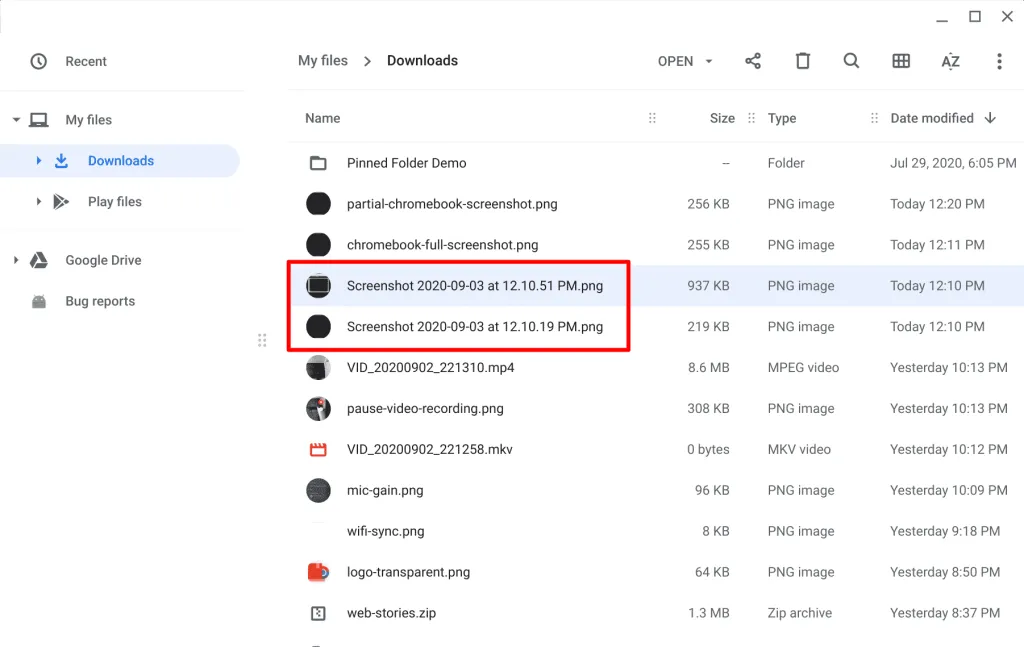 Recent
My files
Downloads
Play files
Google Drive
Bug reports
My files > Downloads OPEN AZ
Name Size Type Date modified
Pinned Folder Demo -- Folder Jul 29, 2020, 6:05 PM
partial-chromebook-screenshot.png 256 KB PNG image Today 12:20 PM
chromebook-full-screenshot.png 255 KB PNG image Today 12:11 PM
Screenshot 2020-09-03 at 12.10.51 PM.png 937 KB PNG image Today 12:10 PM
Screenshot 2020-09-03 at 12.10.19 PM.png 219 KB PNG image Today 12:10 PM
VID_20200902_221310.mp4 8.6 MB MPEG video Yesterday 10:13 PM
pause-video-recording.png 308 KB PNG image Yesterday 10:13 PM
VID_20200902_221258.mkv 0 bytes MKV video Yesterday 10:12 PM
mic-gain.png 96 KB PNG image Yesterday 10:09 PM
wifi-sync.png 8 KB PNG image Yesterday 9:18 PM
logo-transparent.png 64 KB PNG image Yesterday 8:50 PM
web-stories.zip 1.3 MB Zip archive Yesterday 8:37 PM